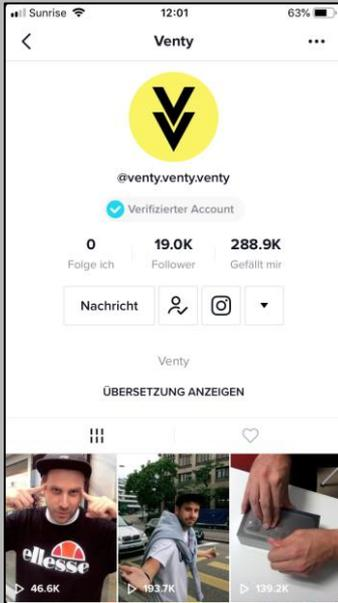 Sunrise 12:01 63%
Venty
@venty.venty.venty
Verifizierter Account
0 19.0K 288.9K
Folge ich Follower Gefällt mir
Nachricht
Venty
ÜBERSETZUNG ANZEIGEN
ellesse
46.6K 193.7K 139.2K